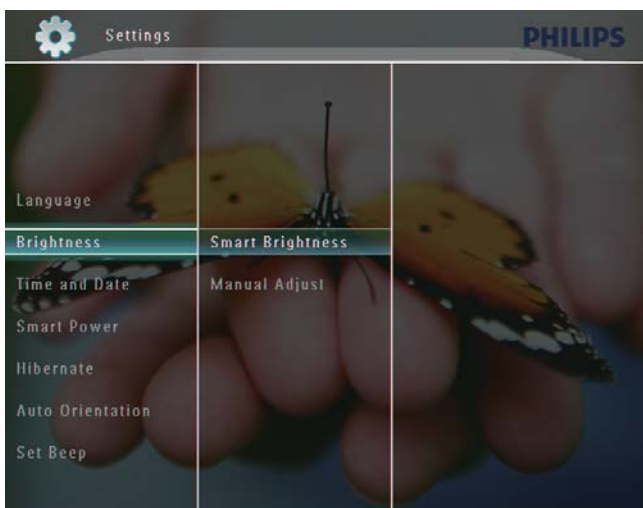 Settings
PHILIPS
Language
Brightness
Smart Brightness
Time and Date
Manual Adjust
Smart Power
Hibernate
Auto Orientation
Set Beep